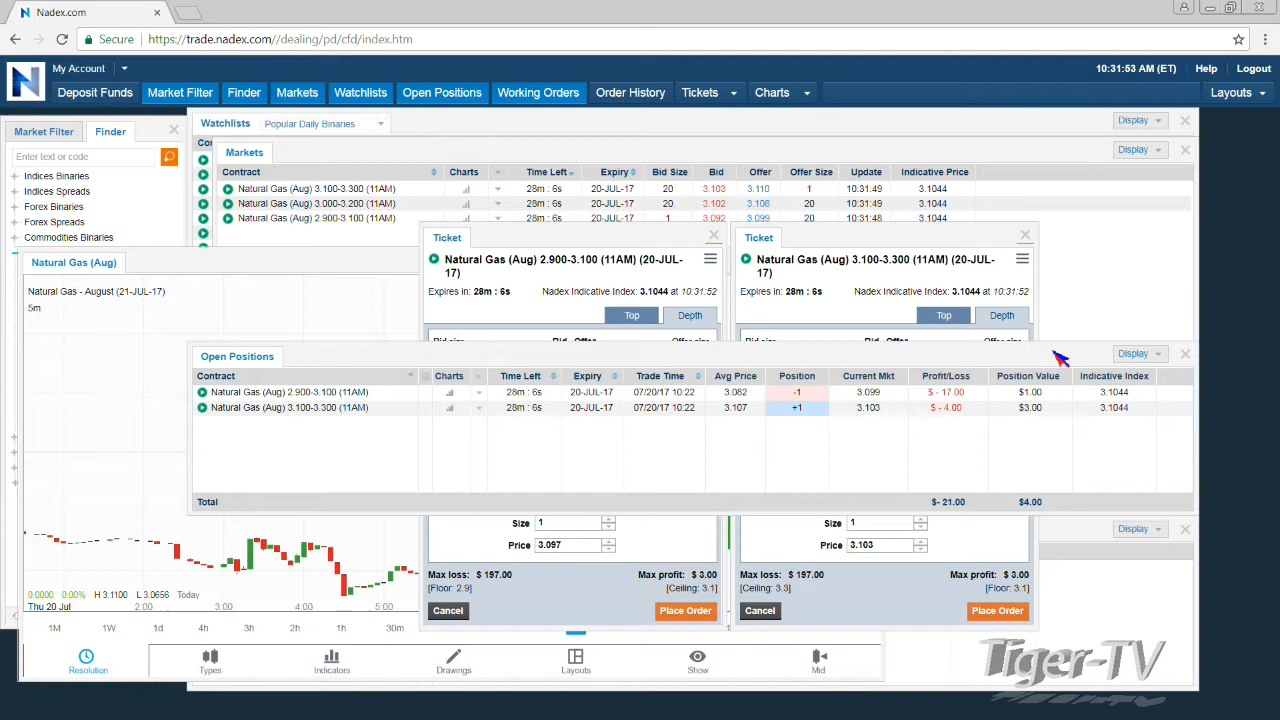 Nadex.com
Secure https://trade.nadex.com//dealing/pd/cfd/index.htm
My Account
10:31:53 AM (ET) Help Logout
Deposit Funds Market Filter Finder Markets Watchlists Open Positions Working Orders Order History Tickets Charts Layouts
Watchlists Popular Daily Binaries Display
Market Filter Finder
Markets Display
Enter text or code
Contract Charts Time Left Expiry Bid Size Bid Offer Offer Size Update Indicative Price
Indices Binaries
Indices Spreads
Forex Binaries
Forex Spreads
Commodities Binaries
Natural Gas (Aug) 3.100-3.300 (11AM) 28m : 6s 20-JUL-17 20 3.103 3.110 1 10:31:49 3.1044
Natural Gas (Aug) 3.000-3.200 (11AM) 28m : 6s 20-JUL-17 20 3.102 3.108 20 10:31:49 3.1044
Natural Gas (Aug) 2.900-3.100 (11AM) 28m : 6s 20-JUL-17 1 3.092 3.099 20 10:31:48 3.1044
Ticket
Natural Gas (Aug) 2.900-3.100 (11AM) (20-JUL-17)
Expires in: 28m : 6s Nadex Indicative Index: 3.1044 at 10:31:52
Top Depth
Bid size Bid Offer Offer size
Ticket
Natural Gas (Aug) 3.100-3.300 (11AM) (20-JUL-17)
Expires in: 28m : 6s Nadex Indicative Index: 3.1044 at 10:31:52
Top Depth
Bid size Bid Offer Offer size
Natural Gas (Aug)
Natural Gas - August (21-JUL-17)
5m
Open Positions Display
Contract Charts Time Left Expiry Trade Time Avg Price Position Current Mkt Profit/Loss Position Value Indicative Index
Natural Gas (Aug) 2.900-3.100 (11AM) 28m : 6s 20-JUL-17 07/20/17 10:22 3.082 -1 3.099 $ - 17.00 $1.00 3.1044
Natural Gas (Aug) 3.100-3.300 (11AM) 28m : 6s 20-JUL-17 07/20/17 10:22 3.107 +1 3.103 $ - 4.00 $3.00 3.1044
Total $- 21.00 $4.00
Size 1
Price 3.097
Max loss: $ 197.00 Max profit: $ 3.00
[Floor: 2.9] [Ceiling: 3.1]
Cancel Place Order
Size 1
Price 3.103
Max loss: $ 197.00 Max profit: $ 3.00
[Ceiling: 3.3] [Floor: 3.1]
Cancel Place Order
Display
0.0000 0.00% H 3.1100 L 3.0656 Today
Thu 20 Jul 2:00 3:00 4:00 5:00
1M 1W 1d 4h 3h 2h 1h 30m
Resolution Types Indicators Drawings Layouts Show Mid
Tiger-TV